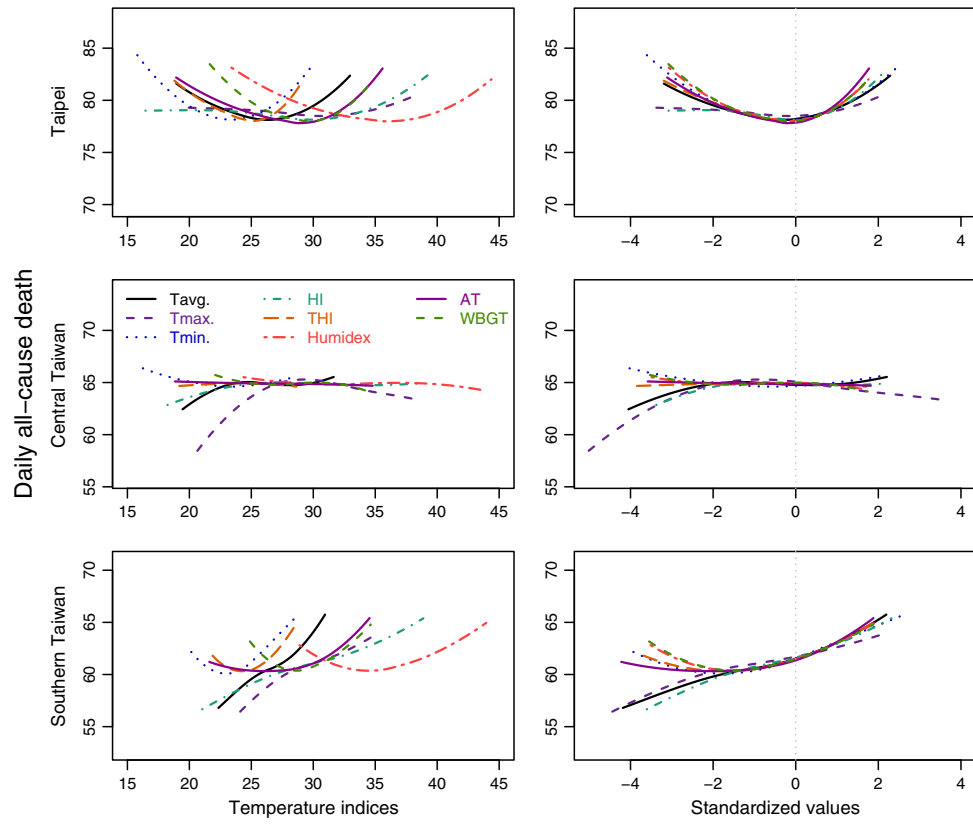 Daily all−cause death
Taipei
85
80
75
70
15 20 25 30 35 40 45
85
80
75
70
−4 −2 0 2 4
Central Taiwan
70
65
60
55
Tavg. HI AT
Tmax. THI WBGT
Tmin. Humidex
15 20 25 30 35 40 45
70
65
60
55
−4 −2 0 2 4
Southern Taiwan
70
65
60
55
15 20 25 30 35 40 45
Temperature indices
70
65
60
55
−4 −2 0 2 4
Standardized values